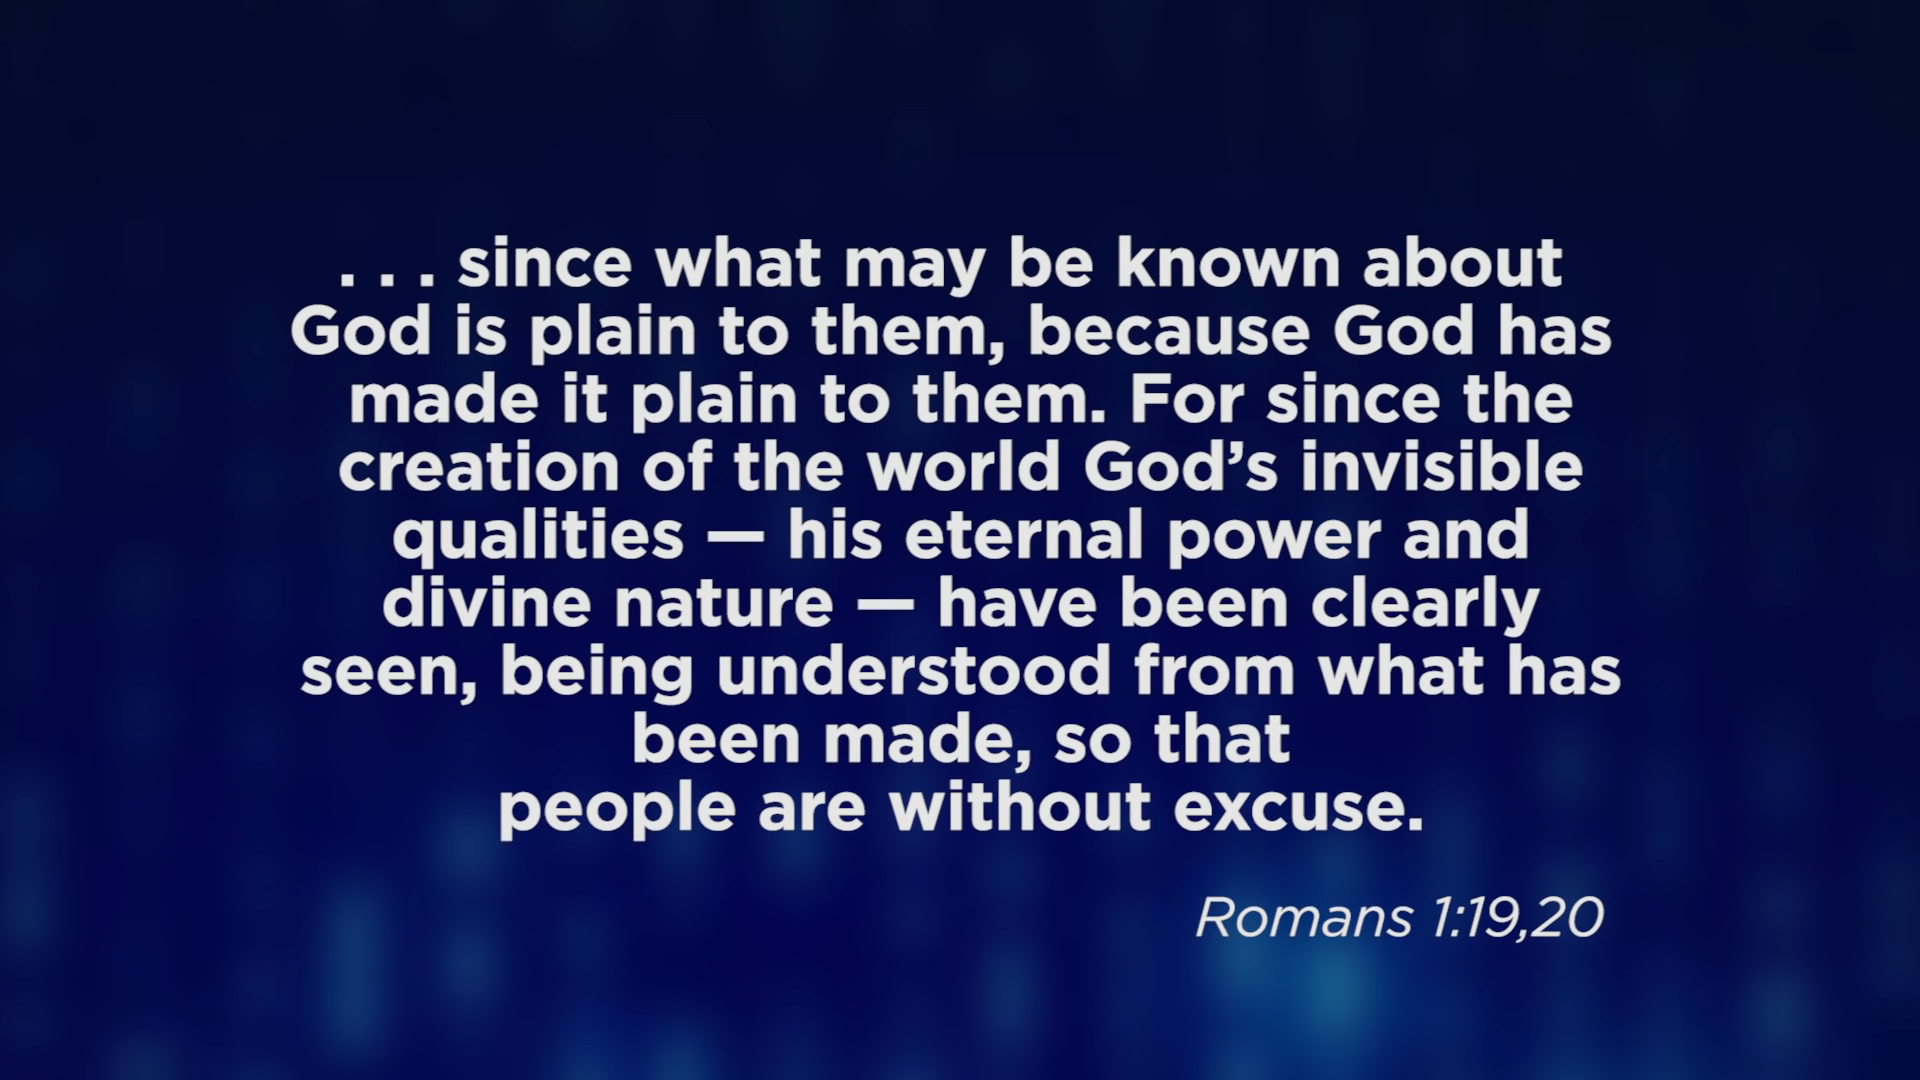 . . . since what may be known about
God is plain to them, because God has
made it plain to them. For since the
creation of the world God’s invisible
qualities — his eternal power and
divine nature — have been clearly
seen, being understood from what has
been made, so that
people are without excuse.
Romans 1:19,20